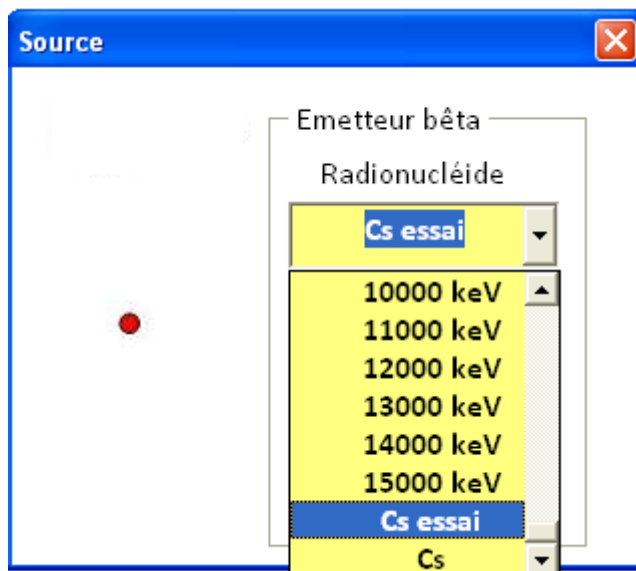 Source
Emetteur bêta
Radionucléide
Cs essai
10000 keV
11000 keV
12000 keV
13000 keV
14000 keV
15000 keV
Cs essai
Cs